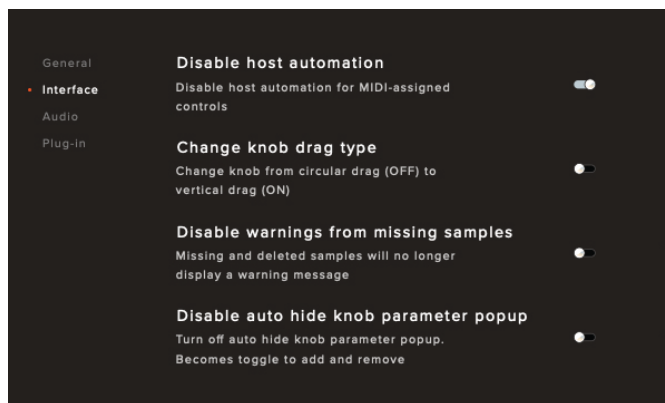 General
Interface
Audio
Plug-in
Disable host automation
Disable host automation for MIDI-assigned
controls
Change knob drag type
Change knob from circular drag (OFF) to
vertical drag (ON)
Disable warnings from missing samples
Missing and deleted samples will no longer
display a warning message
Disable auto hide knob parameter popup
Turn off auto hide knob parameter popup.
Becomes toggle to add and remove